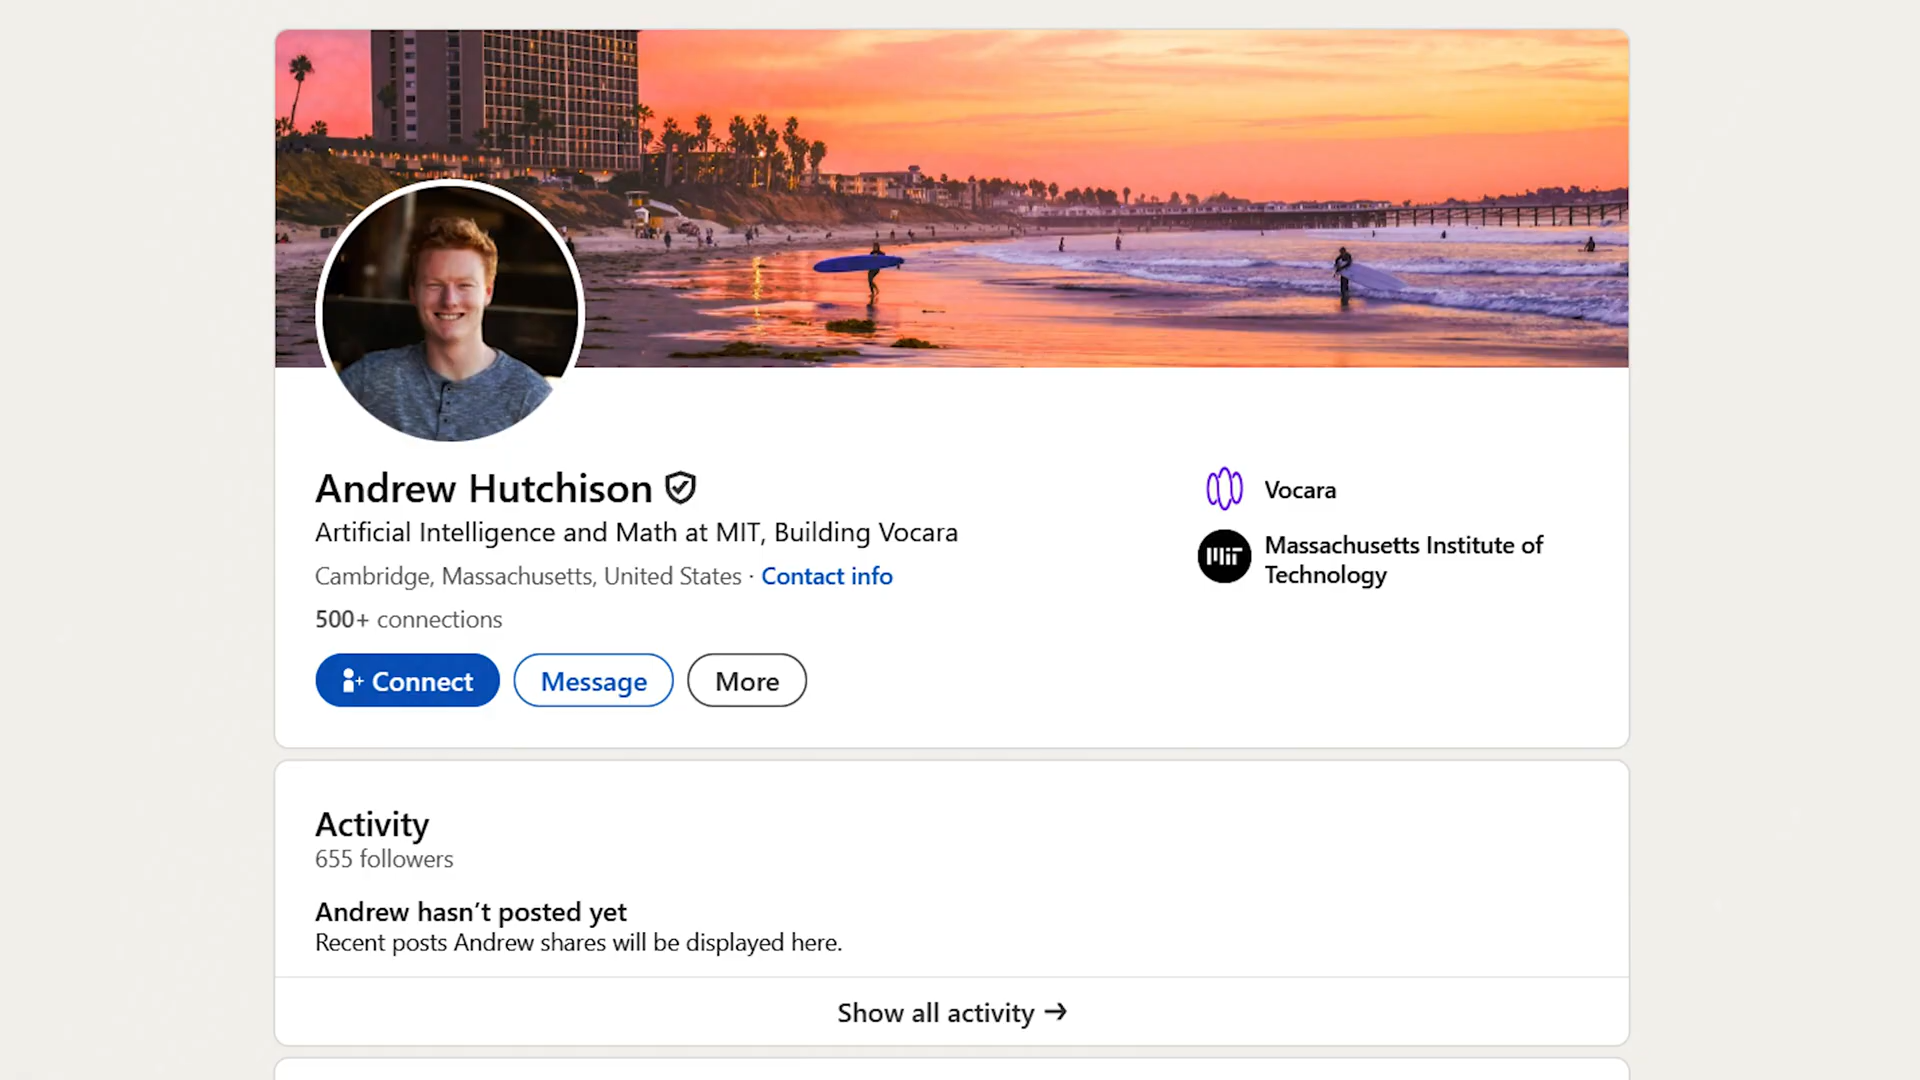 Andrew Hutchison
Artificial Intelligence and Math at MIT, Building Vocara
Cambridge, Massachusetts, United States · Contact info
500+ connections
Connect
Message
More
Vocara
MIT
Massachusetts Institute of
Technology
Activity
655 followers
Andrew hasn’t posted yet
Recent posts Andrew shares will be displayed here.
Show all activity →